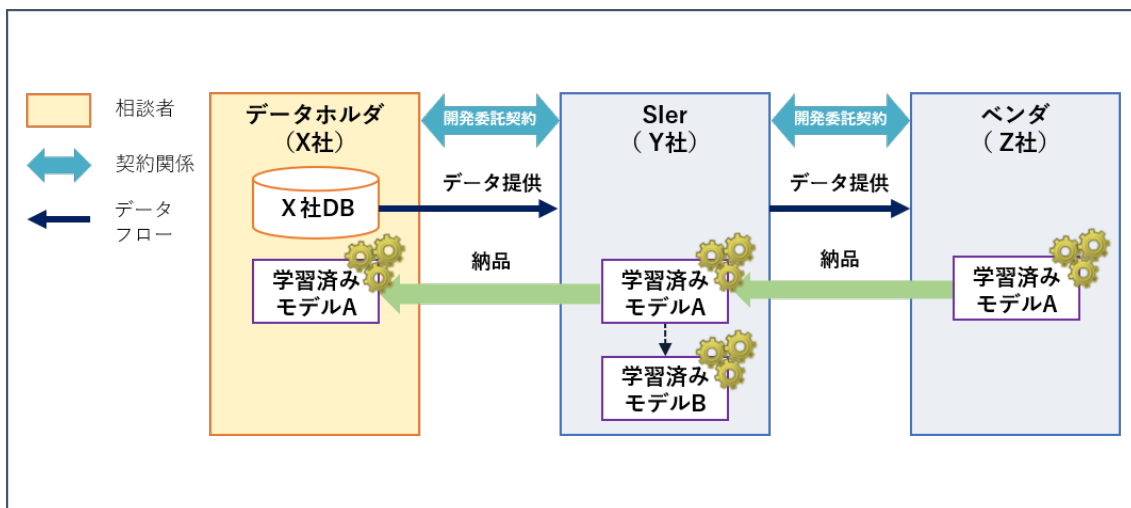 相談者
契約関係
データ
フロー
データホルダ
（X社）
X社DB
学習済み
モデルA
開発委託契約
データ提供
納品
SIer
（ Y社）
学習済み
モデルA
学習済み
モデルB
開発委託契約
データ提供
納品
ベンダ
（ Z社）
学習済み
モデルA